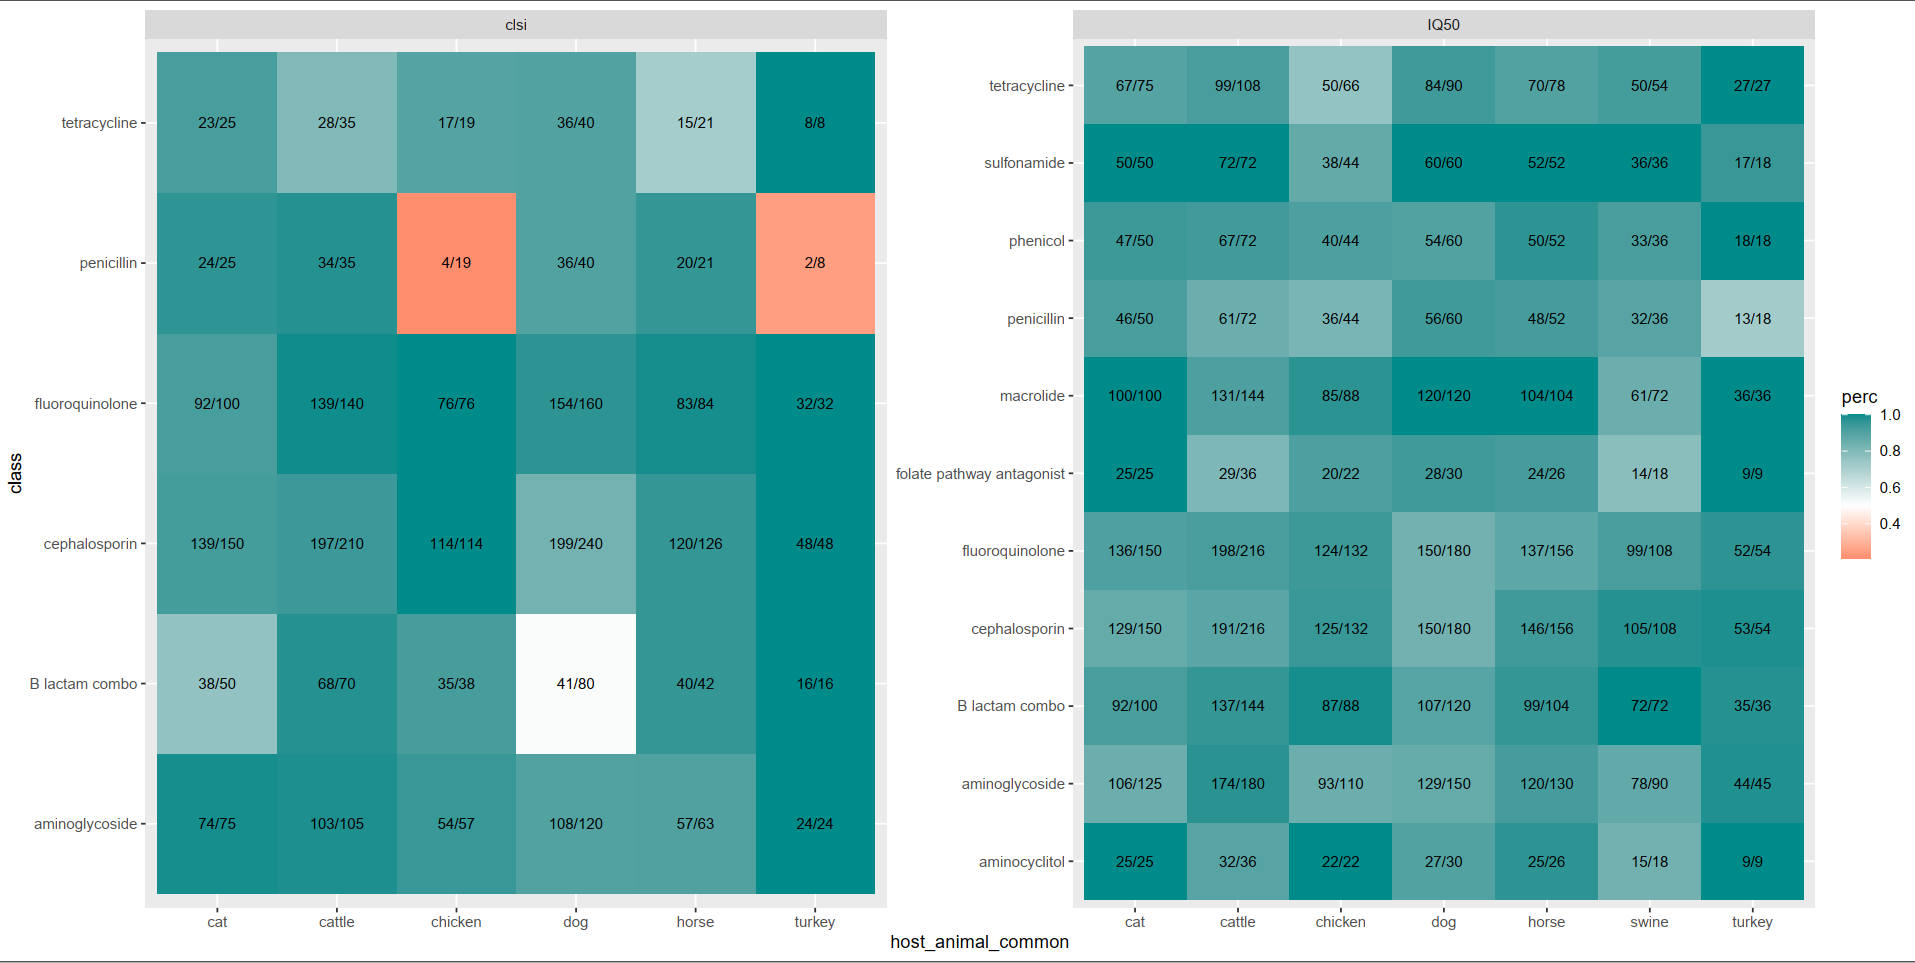 clsi
tetracycline 23/25 28/35 17/19 36/40 15/21 8/8
penicillin 24/25 34/35 4/19 36/40 20/21 2/8
fluoroquinolone 92/100 139/140 76/76 154/160 83/84 32/32
cephalosporin 139/150 197/210 114/114 199/240 120/126 48/48
B lactam combo 38/50 68/70 35/38 41/80 40/42 16/16
aminoglycoside 74/75 103/105 54/57 108/120 57/63 24/24
cat cattle chicken dog horse turkey
class
IQ50
tetracycline 67/75 99/108 50/66 84/90 70/78 50/54 27/27
sulfonamide 50/50 72/72 38/44 60/60 52/52 36/36 17/18
phenicol 47/50 67/72 40/44 54/60 50/52 33/36 18/18
penicillin 46/50 61/72 36/44 56/60 48/52 32/36 13/18
macrolide 100/100 131/144 85/88 120/120 104/104 61/72 36/36
folate pathway antagonist 25/25 29/36 20/22 28/30 24/26 14/18 9/9
fluoroquinolone 136/150 198/216 124/132 150/180 137/156 99/108 52/54
cephalosporin 129/150 191/216 125/132 150/180 146/156 105/108 53/54
B lactam combo 92/100 137/144 87/88 107/120 99/104 72/72 35/36
aminoglycoside 106/125 174/180 93/110 129/150 120/130 78/90 44/45
aminocyclitol 25/25 32/36 22/22 27/30 25/26 15/18 9/9
cat cattle chicken dog horse swine turkey
host_animal_common
perc
1.0
0.8
0.6
0.4